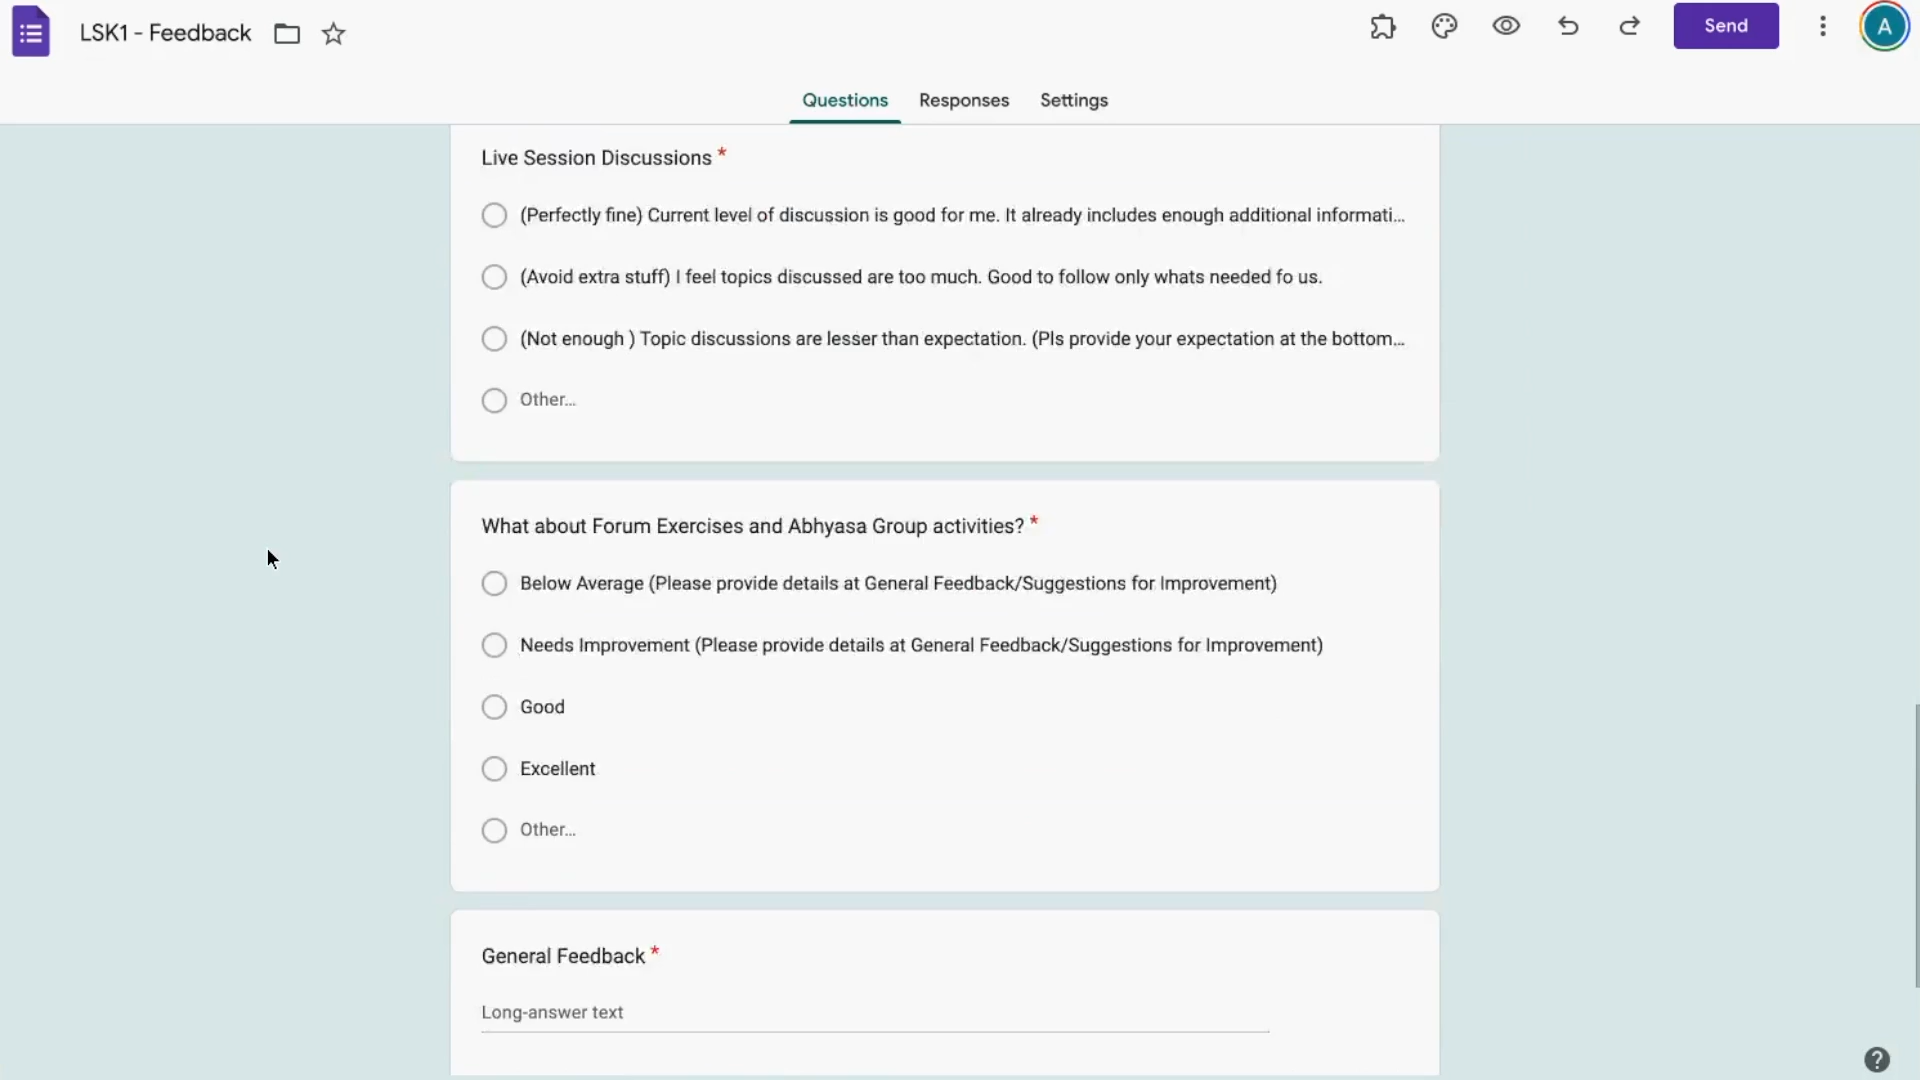 LSK1 - Feedback
Send
A
Questions Responses Settings
Live Session Discussions *
(Perfectly fine) Current level of discussion is good for me. It already includes enough additional informati...
(Avoid extra stuff) I feel topics discussed are too much. Good to follow only whats needed fo us.
(Not enough ) Topic discussions are lesser than expectation. (Pls provide your expectation at the bottom...
Other...
What about Forum Exercises and Abhyasa Group activities? *
Below Average (Please provide details at General Feedback/Suggestions for Improvement)
Needs Improvement (Please provide details at General Feedback/Suggestions for Improvement)
Good
Excellent
Other...
General Feedback *
Long-answer text